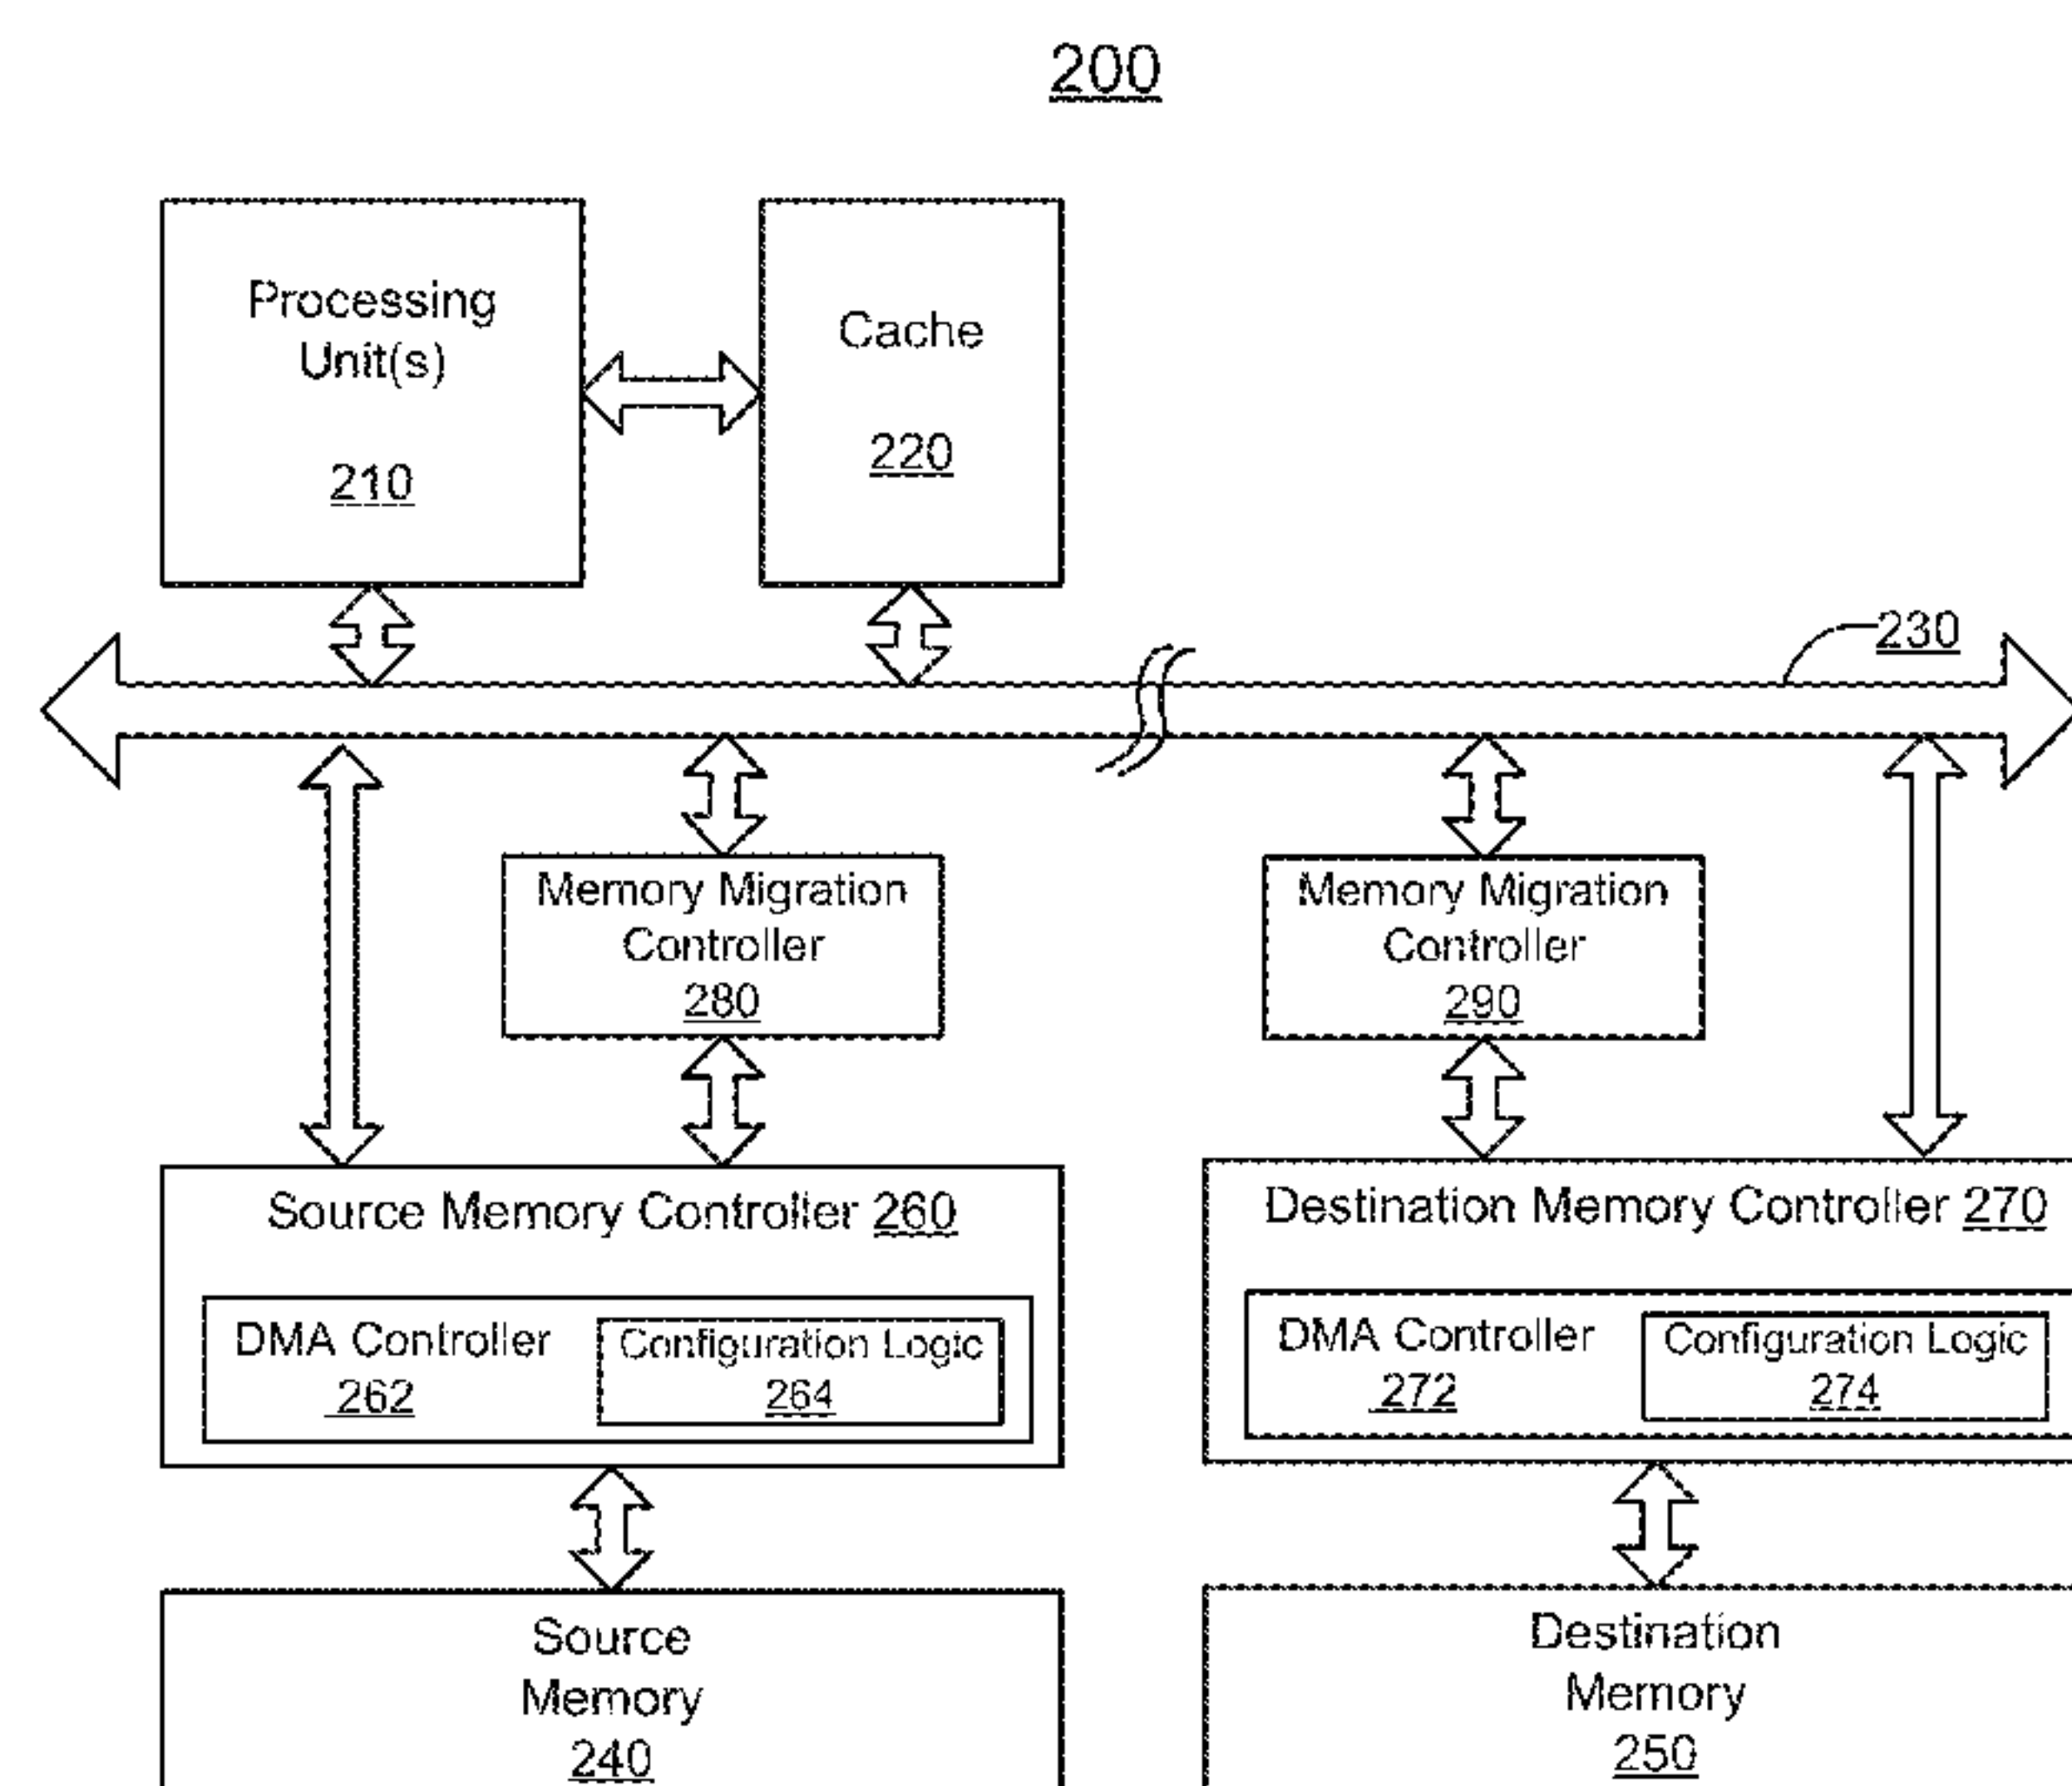 200
Processing
Unit(s)
210
Cache
220
230
Memory Migration
Controller
280
Memory Migration
Controller
290
Source Memory Controller 260
DMA Controller
262
Configuration Logic
264
Destination Memory Controller 270
DMA Controller
272
Configuration Logic
274
Source
Memory
240
Destination
Memory
250